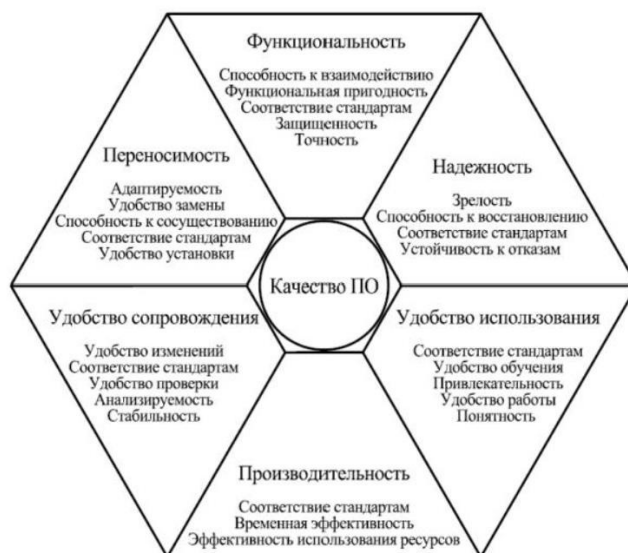 Функциональность
Способность к взаимодействию
Функциональная пригодность
Соответствие стандартам
Защищенность
Точность
Переносимость
Адаптируемость
Удобство замены
Способность к сосуществованию
Соответствие стандартам
Удобство установки
Надежность
Зрелость
Способность к восстановлению
Соответствие стандартам
Устойчивость к отказам
Качество ПО
Удобство сопровождения
Удобство изменений
Соответствие стандартам
Удобство проверки
Анализируемость
Стабильность
Удобство использования
Соответствие стандартам
Удобство обучения
Привлекательность
Удобство работы
Понятность
Производительность
Соответствие стандартам
Временная эффективность
Эффективность использования ресурсов